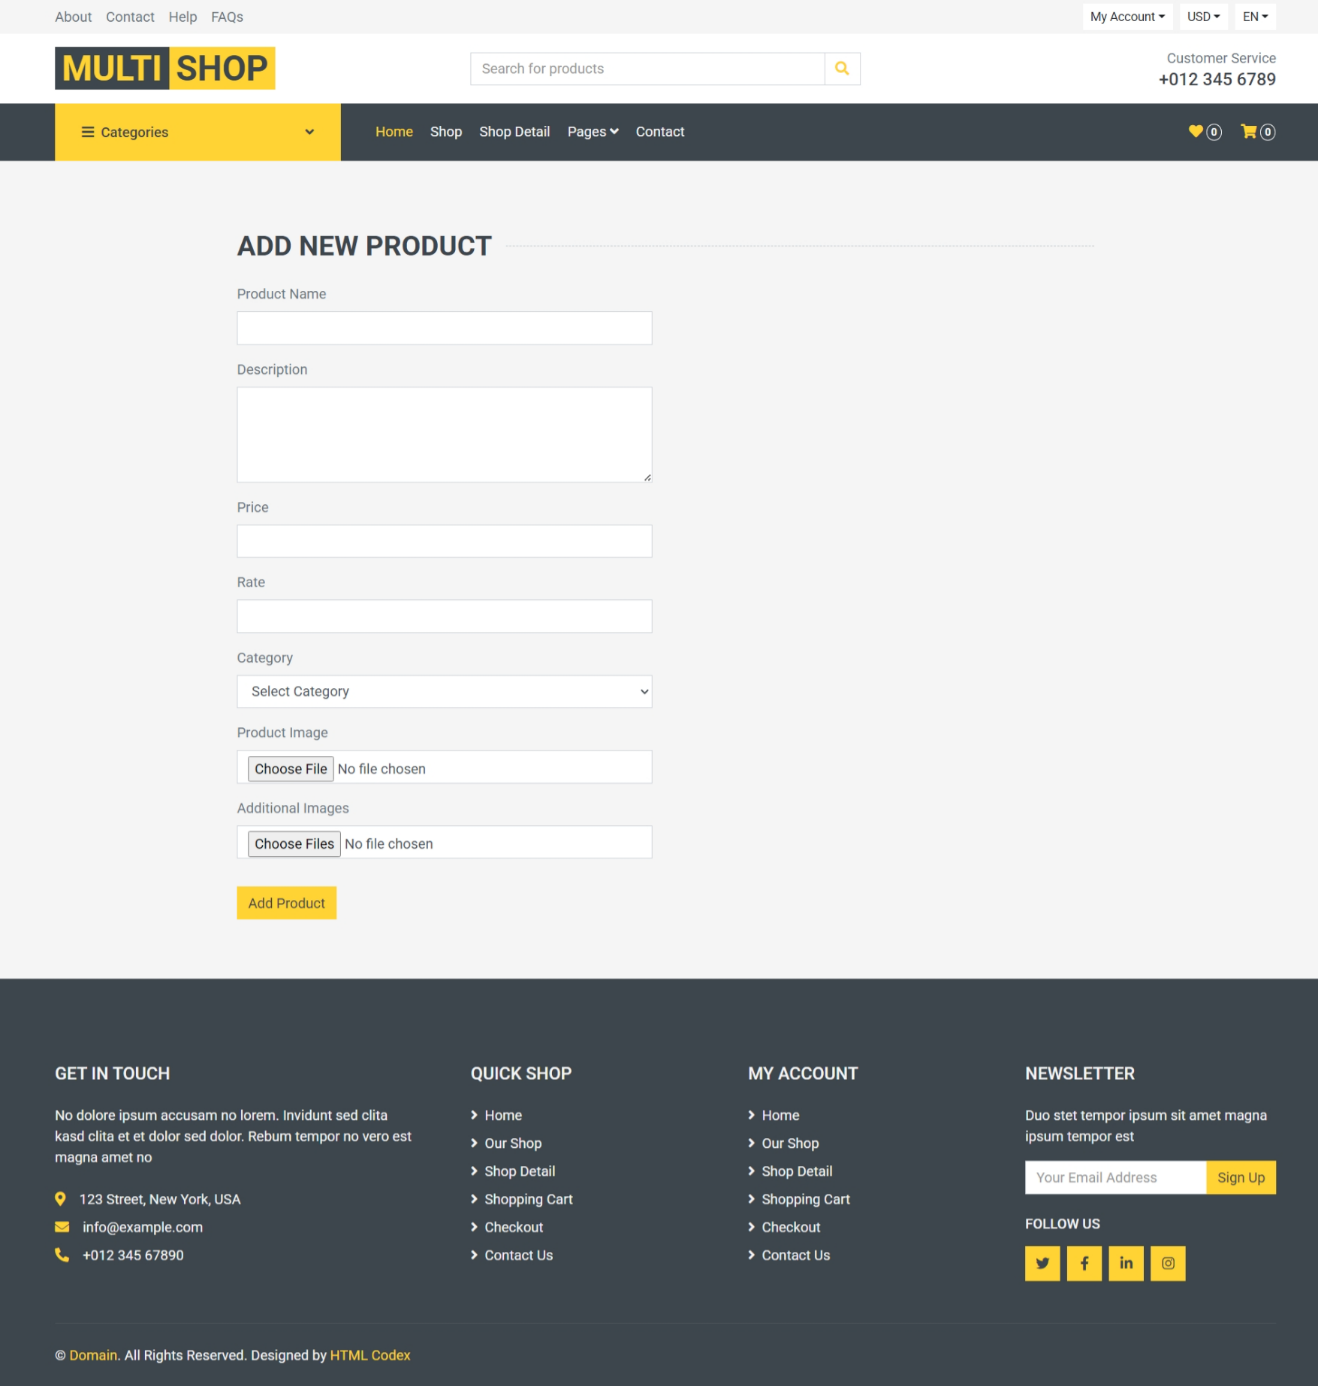 About Contact Help FAQs My Account USD EN
MULTI SHOP
Search for products
Customer Service
+012 345 6789
Categories
Home Shop Shop Detail Pages Contact
0 0
ADD NEW PRODUCT
Product Name
Description
Price
Rate
Category
Select Category
Product Image
Choose File No file chosen
Additional Images
Choose Files No file chosen
Add Product
GET IN TOUCH
No dolore ipsum accusam no lorem. Invidunt sed clita
kasd clita et et dolor sed dolor. Rebum tempor no vero est
magna amet no
123 Street, New York, USA
info@example.com
+012 345 67890
QUICK SHOP
Home
Our Shop
Shop Detail
Shopping Cart
Checkout
Contact Us
MY ACCOUNT
Home
Our Shop
Shop Detail
Shopping Cart
Checkout
Contact Us
NEWSLETTER
Duo stet tempor ipsum sit amet magna
ipsum tempor est
Your Email Address Sign Up
FOLLOW US
© Domain. All Rights Reserved. Designed by HTML Codex